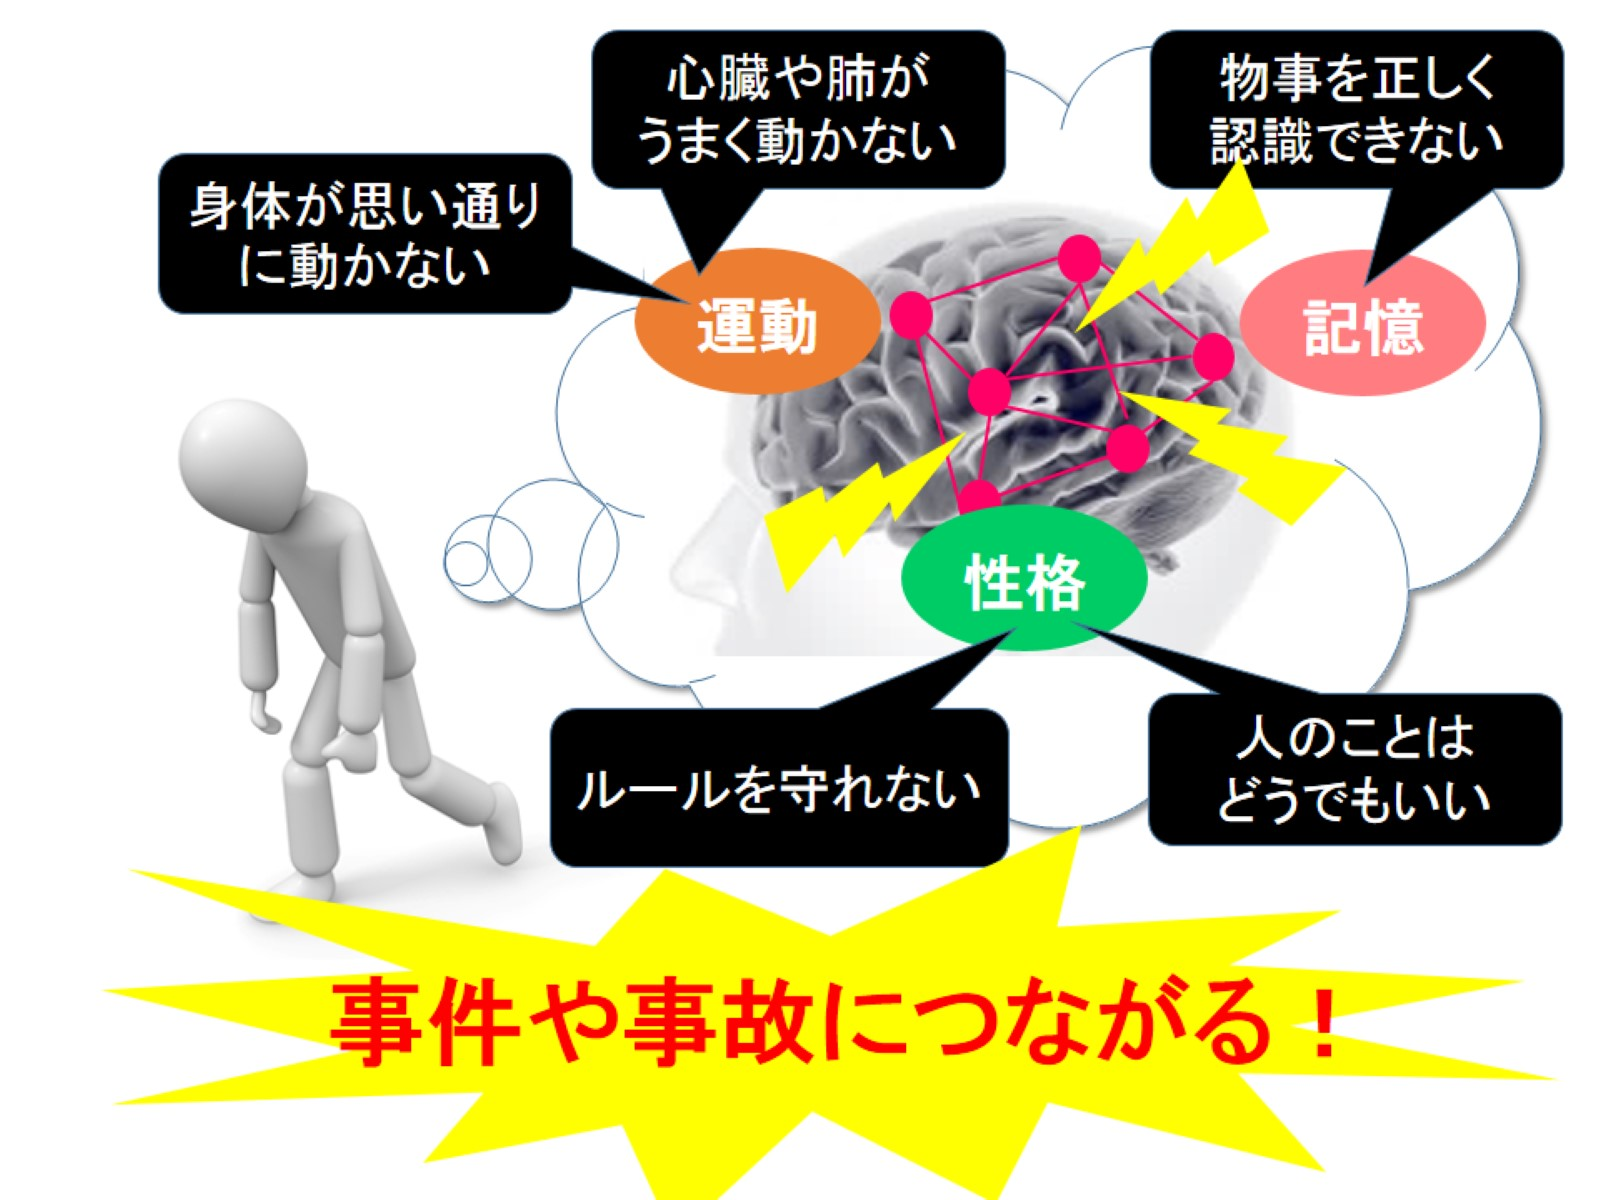 心臓や肺が
うまく動かない
物事を正しく
認識できない
身体が思い通り
に動かない
運動
記憶
性格
ルールを守れない
人のことは
どうでもいい
事件や事故につながる！